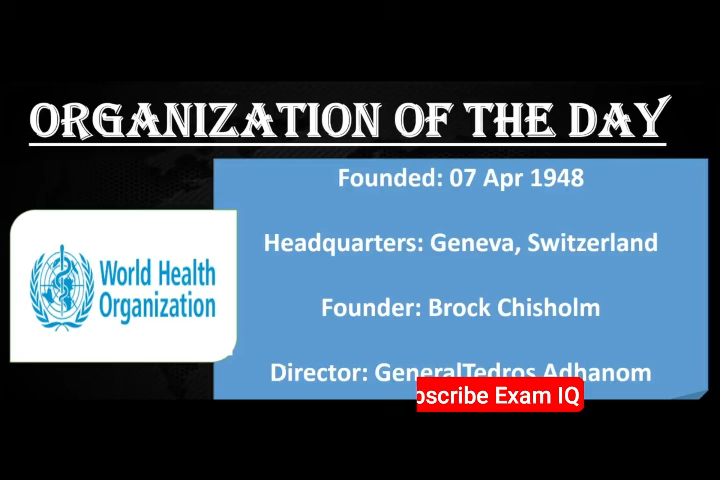 ORGANIZATION OF THE DAY
Founded: 07 Apr 1948
Headquarters: Geneva, Switzerland
World Health
Organization
Founder: Brock Chisholm
Director: GeneralTedros Adhanom
bscribe Exam IQ